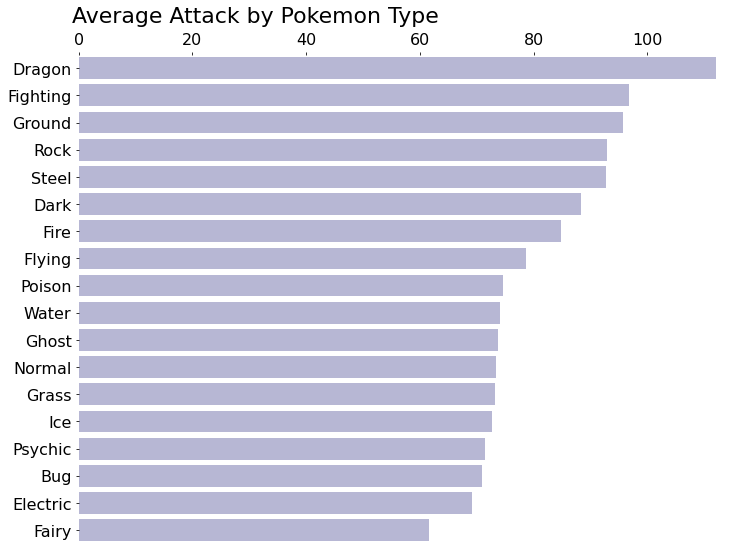 Average Attack by Pokemon Type
0 20 40 60 80 100
Dragon
Fighting
Ground
Rock
Steel
Dark
Fire
Flying
Poison
Water
Ghost
Normal
Grass
Ice
Psychic
Bug
Electric
Fairy